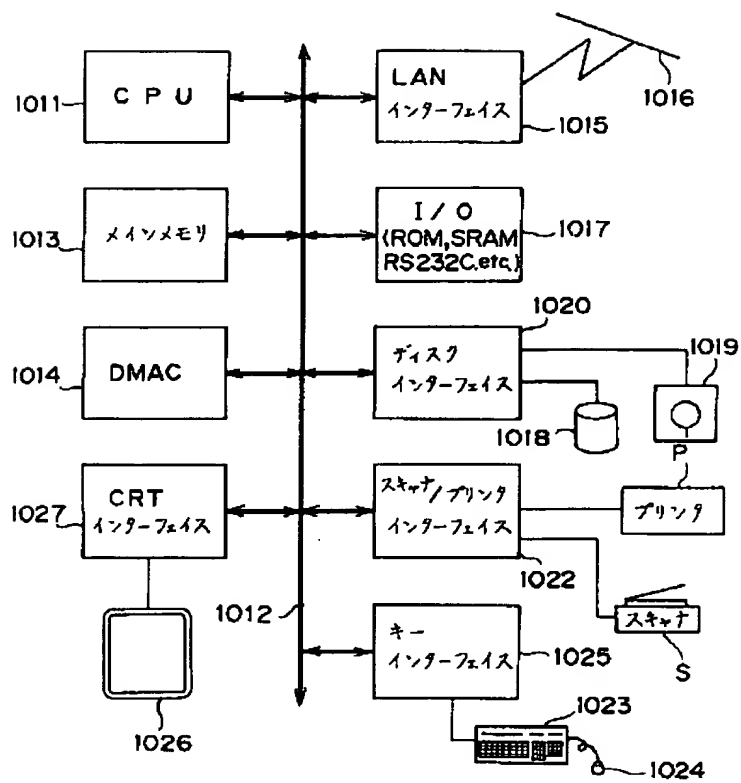 1011
CPU
LAN
インターフェイス
1015
1016
1013
メインメモリ
I/O
(ROM,SRAM
RS232C.etc.)
1017
1014
DMAC
1020
ディスク
インターフェイス
1019
1018
1027
CRT
インターフェイス
スキャナ/プリンタ
インターフェイス
1022
P
プリンタ
スキャナ
S
1012
キー
インターフェイス
1025
1026
1023
1024